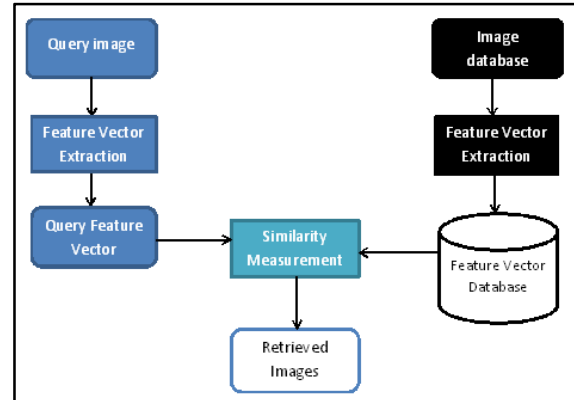 Query image
Feature Vector
Extraction
Query Feature
Vector
Image
database
Feature Vector
Extraction
Feature Vector
Database
Similarity
Measurement
Retrieved
Images